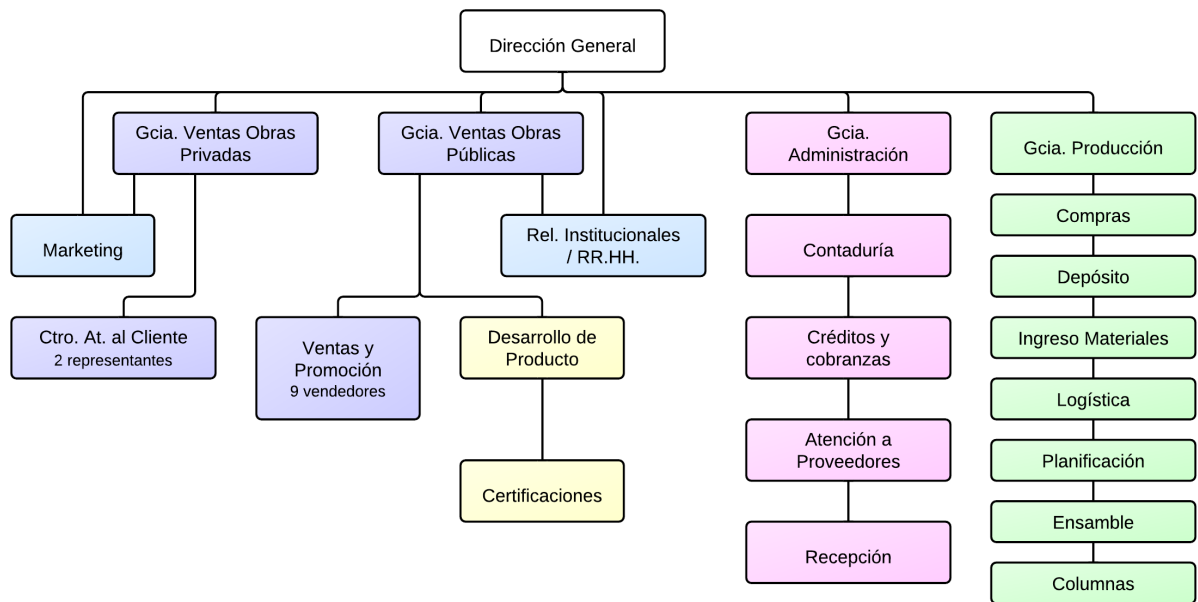 Dirección General
Gcia. Ventas Obras
Privadas
Gcia. Ventas Obras
Públicas
Gcia.
Administración
Gcia. Producción
Marketing
Rel. Institucionales
/ RR.HH.
Contaduría
Compras
Depósito
Ctro. At. al Cliente
2 representantes
Ventas y
Promoción
9 vendedores
Desarrollo de
Producto
Créditos y
cobranzas
Ingreso Materiales
Logística
Atención a
Proveedores
Planificación
Certificaciones
Ensamble
Recepción
Columnas